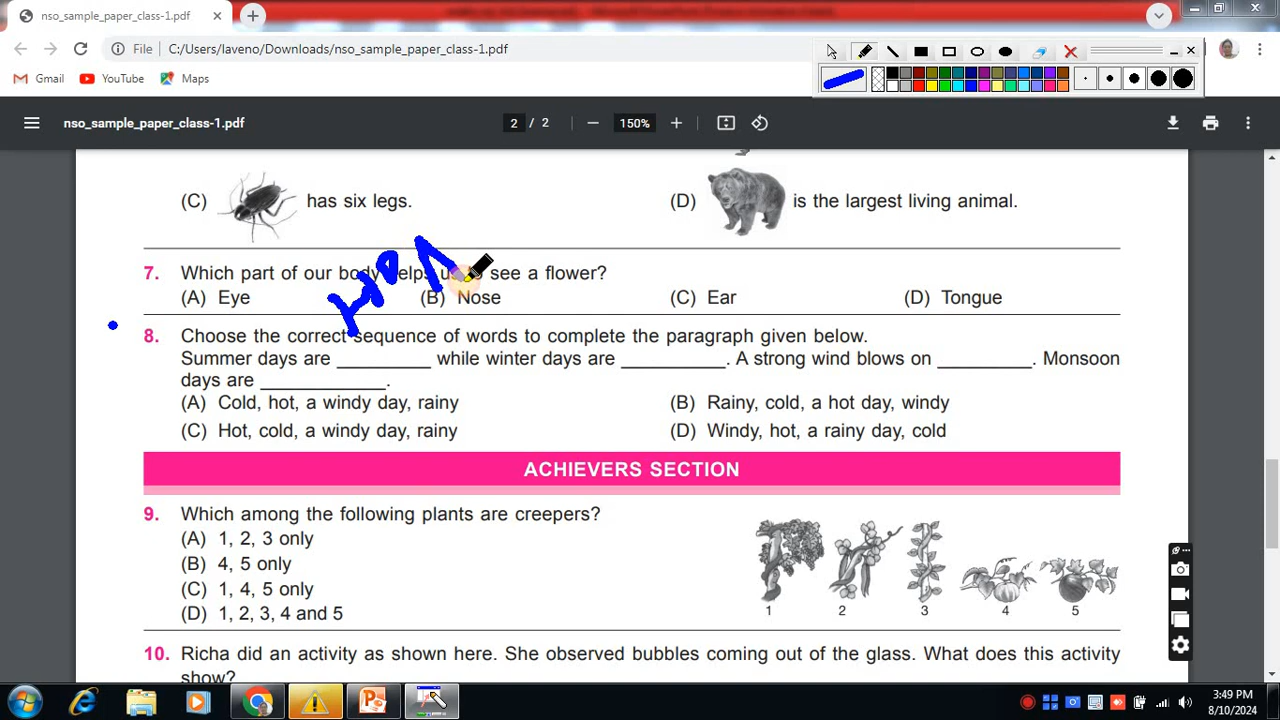 nso_sample_paper_class-1.pdf
File C:/Users/laveno/Downloads/nso_sample_paper_class-1.pdf
Gmail YouTube Maps
nso_sample_paper_class-1.pdf 2 / 2 150%
(C) has six legs. (D) is the largest living animal.
7. Which part of our body helps us to see a flower?
(A) Eye (B) Nose (C) Ear (D) Tongue
8. Choose the correct sequence of words to complete the paragraph given below.
Summer days are _________ while winter days are __________. A strong wind blows on _________. Monsoon
days are ____________.
(A) Cold, hot, a windy day, rainy (B) Rainy, cold, a hot day, windy
(C) Hot, cold, a windy day, rainy (D) Windy, hot, a rainy day, cold
ACHIEVERS SECTION
9. Which among the following plants are creepers?
(A) 1, 2, 3 only
(B) 4, 5 only
(C) 1, 4, 5 only
(D) 1, 2, 3, 4 and 5
1 2 3 4 5
10. Richa did an activity as shown here. She observed bubbles coming out of the glass. What does this activity
show?
3:49 PM
8/10/2024